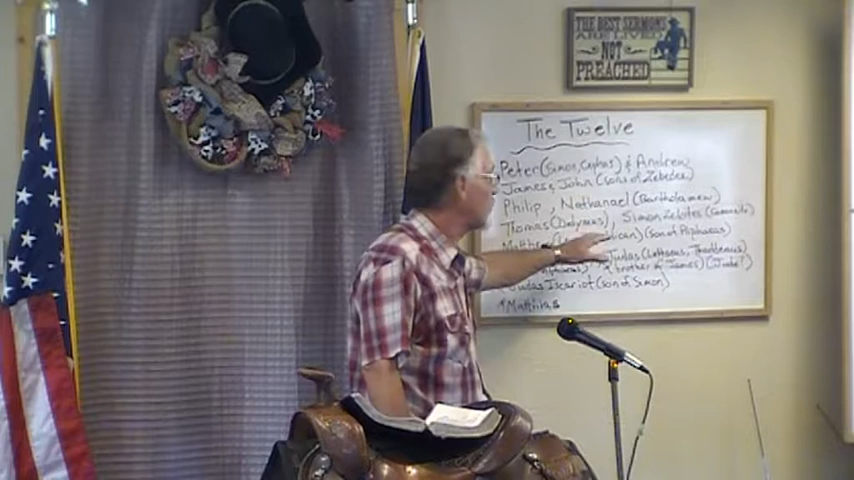 THE BEST SERMONS
ARE LIVED
NOT
PREACHED
The Twelve
Peter (Simon, Cephas) & Andrew
James & John (sons of Zebedee)
Philip, Nathanael (Bartholomew)
Thomas (Didymus), Simon Zelotes (
Matthew (son of Alphaeus)
Judas (Lebbaeus, Thaddeaus)
(brother of James) (Jude?)
Judas Iscariot (son of Simon)
*Matthias